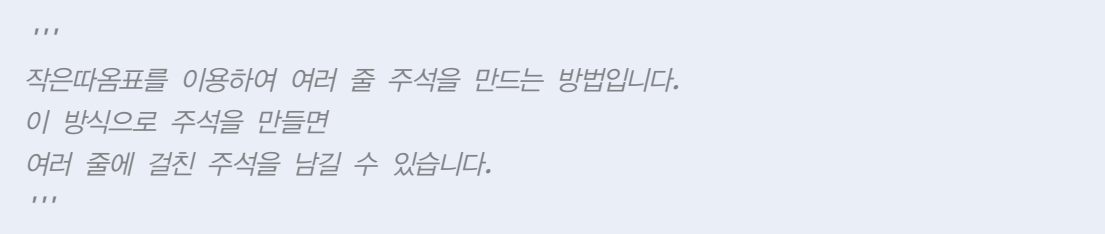 '''
작은따옴표를 이용하여 여러 줄 주석을 만드는 방법입니다.
이 방식으로 주석을 만들면
여러 줄에 걸친 주석을 남길 수 있습니다.
'''